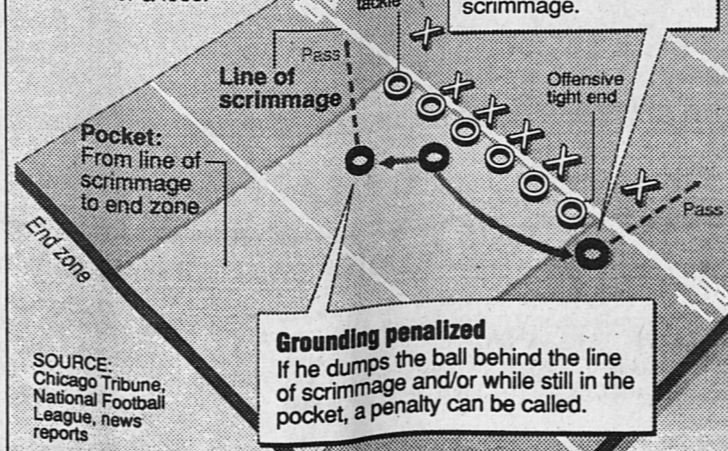 tackle
scrimmage.
Pass
Line of
scrimmage
Offensive
tight end
Pocket:
From line of
scrimmage
to end zone
Pass
End zone
Grounding penalized
If he dumps the ball behind the line
of scrimmage and/or while still in the
pocket, a penalty can be called.
SOURCE:
Chicago Tribune,
National Football
League, news
reports